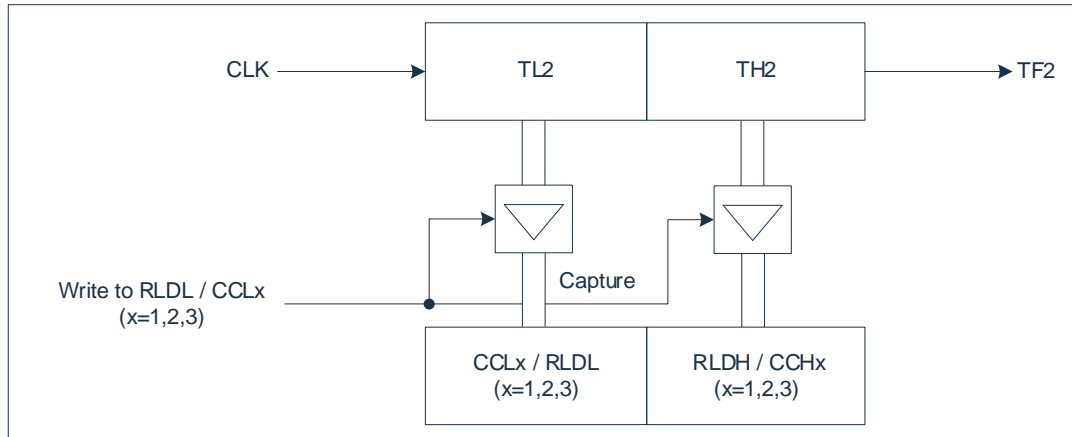 CLK
TL2
TH2
TF2
Write to RLDL / CCLx
(x=1,2,3)
Capture
CCLx / RLDL
(x=1,2,3)
RLDH / CCHx
(x=1,2,3)